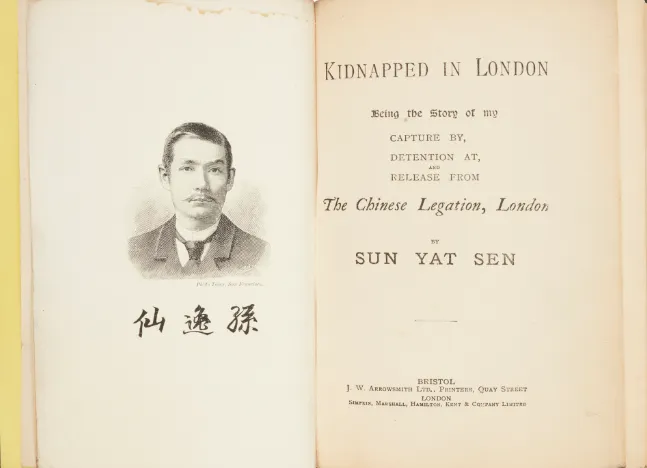 仙逸孫
KIDNAPPED IN LONDON
Being the Story of my
CAPTURE BY,
DETENTION AT,
AND
RELEASE FROM
The Chinese Legation, London
BY
SUN YAT SEN
BRISTOL
J. W. ARROWSMITH LTD., PRINTERS, QUAY STREET
LONDON
SIMPKIN, MARSHALL, HAMILTON, KENT & COMPANY LIMITED